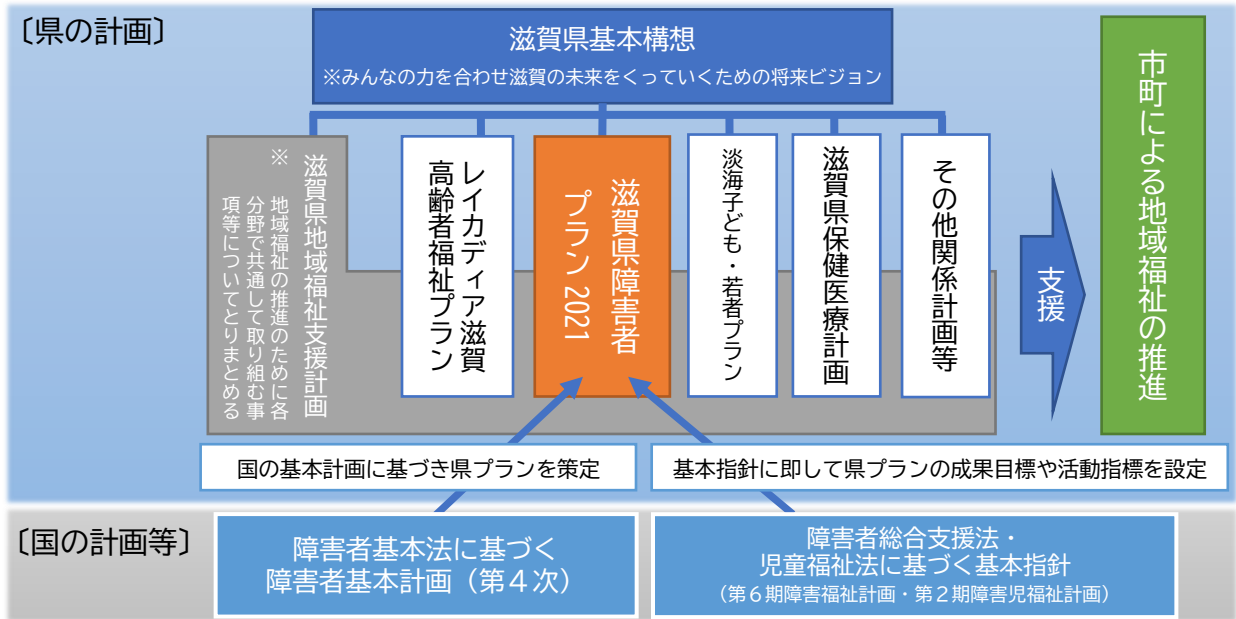 〔県の計画〕
滋賀県基本構想
※みんなの力を合わせ滋賀の未来をくっていくための将来ビジョン
滋賀県地域福祉支援計画
※ 地域福祉の推進のために各
分野で共通して取り組む事
項等についてとりまとめる
レイカディア滋賀
高齢者福祉プラン
滋賀県障害者
プラン 2021
淡海子ども・若者プラン
滋賀県保健医療計画
その他関係計画等
支援
市町による地域福祉の推進
国の基本計画に基づき県プランを策定
基本指針に即して県プランの成果目標や活動指標を設定
〔国の計画等〕
障害者基本法に基づく
障害者基本計画（第４次）
障害者総合支援法・
児童福祉法に基づく基本指針
（第６期障害福祉計画・第２期障害児福祉計画）